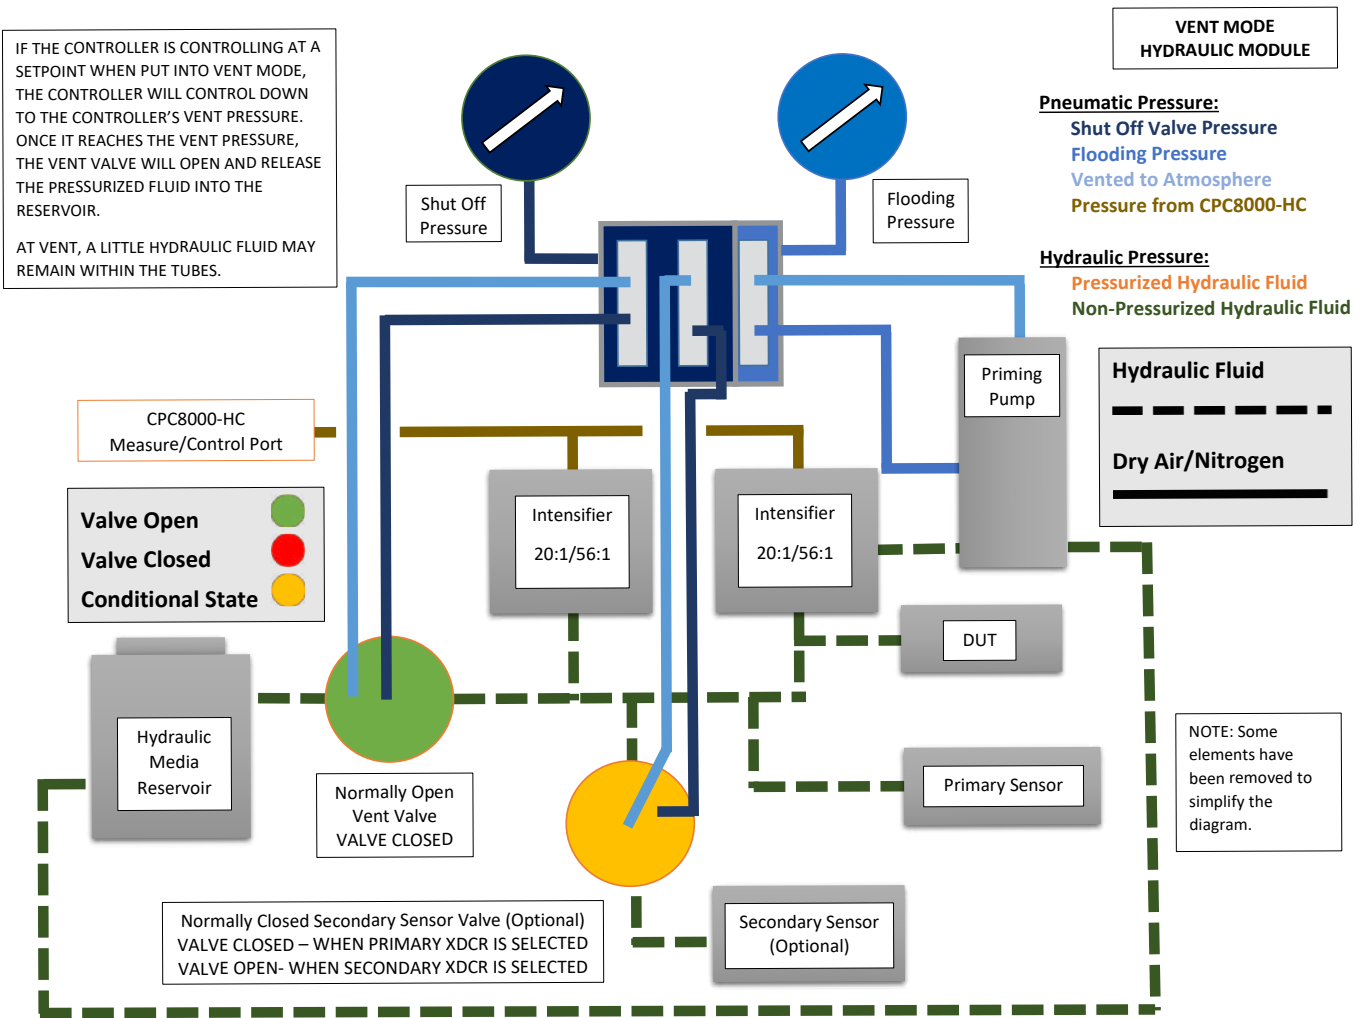 IF THE CONTROLLER IS CONTROLLING AT A
SETPOINT WHEN PUT INTO VENT MODE,
THE CONTROLLER WILL CONTROL DOWN
TO THE CONTROLLER'S VENT PRESSURE.
ONCE IT REACHES THE VENT PRESSURE,
THE VENT VALVE WILL OPEN AND RELEASE
THE PRESSURIZED FLUID INTO THE
RESERVOIR.
AT VENT, A LITTLE HYDRAULIC FLUID MAY
REMAIN WITHIN THE TUBES.
VENT MODE
HYDRAULIC MODULE
Pneumatic Pressure:
Shut Off Valve Pressure
Flooding Pressure
Vented to Atmosphere
Pressure from CPC8000-HC
Hydraulic Pressure:
Pressurized Hydraulic Fluid
Non-Pressurized Hydraulic Fluid
Shut Off
Pressure
Flooding
Pressure
Priming
Pump
Hydraulic Fluid
Dry Air/Nitrogen
CPC8000-HC
Measure/Control Port
Valve Open
Valve Closed
Conditional State
Intensifier
20:1/56:1
Intensifier
20:1/56:1
DUT
Hydraulic
Media
Reservoir
Normally Open
Vent Valve
VALVE CLOSED
Primary Sensor
NOTE: Some
elements have
been removed to
simplify the
diagram.
Normally Closed Secondary Sensor Valve (Optional)
VALVE CLOSED – WHEN PRIMARY XDCR IS SELECTED
VALVE OPEN- WHEN SECONDARY XDCR IS SELECTED
Secondary Sensor
(Optional)